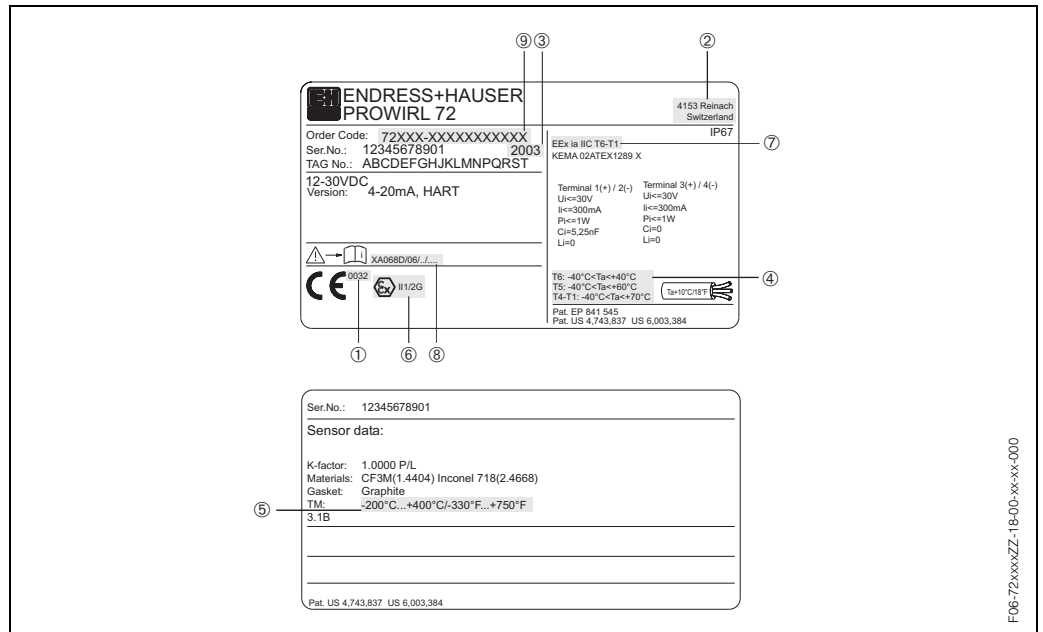 ⑨ ③ ②
ENDRESS+HAUSER
PROWIRL 72
4153 Reinach
Switzerland
IP67
Order Code: 72XXX-XXXXXXXXXXX
Ser.No.: 12345678901 2003
TAG No.: ABCDEFGHJKLMNPQRST
12-30VDC
Version: 4-20mA, HART
XA068D/06/../....
0032
II1/2G
EEx ia IIC T6-T1
⑦
KEMA 02ATEX1289 X
Terminal 1(+) / 2(-)
Ui<=30V
Ii<=300mA
Pi<=1W
Ci=5,25nF
Li=0
Terminal 3(+) / 4(-)
Ui<=30V
Ii<=300mA
Pi<=1W
Ci=0
Li=0
T6: -40°C<Ta<+40°C
T5: -40°C<Ta<+60°C
T4-T1: -40°C<Ta<+70°C
④
Ta+10°C/18°F
Pat. EP 841 545
Pat. US 4,743,837 US 6,003,384
① ⑥ ⑧
Ser.No.: 12345678901
Sensor data:
K-factor: 1.0000 P/L
Materials: CF3M(1.4404) Inconel 718(2.4668)
Gasket: Graphite
⑤ TM: -200°C...+400°C/-330°F...+750°F
3.1B
Pat. US 4,743,837 US 6,003,384
F06-72xxxxZZ-18-00-xx-xx-000